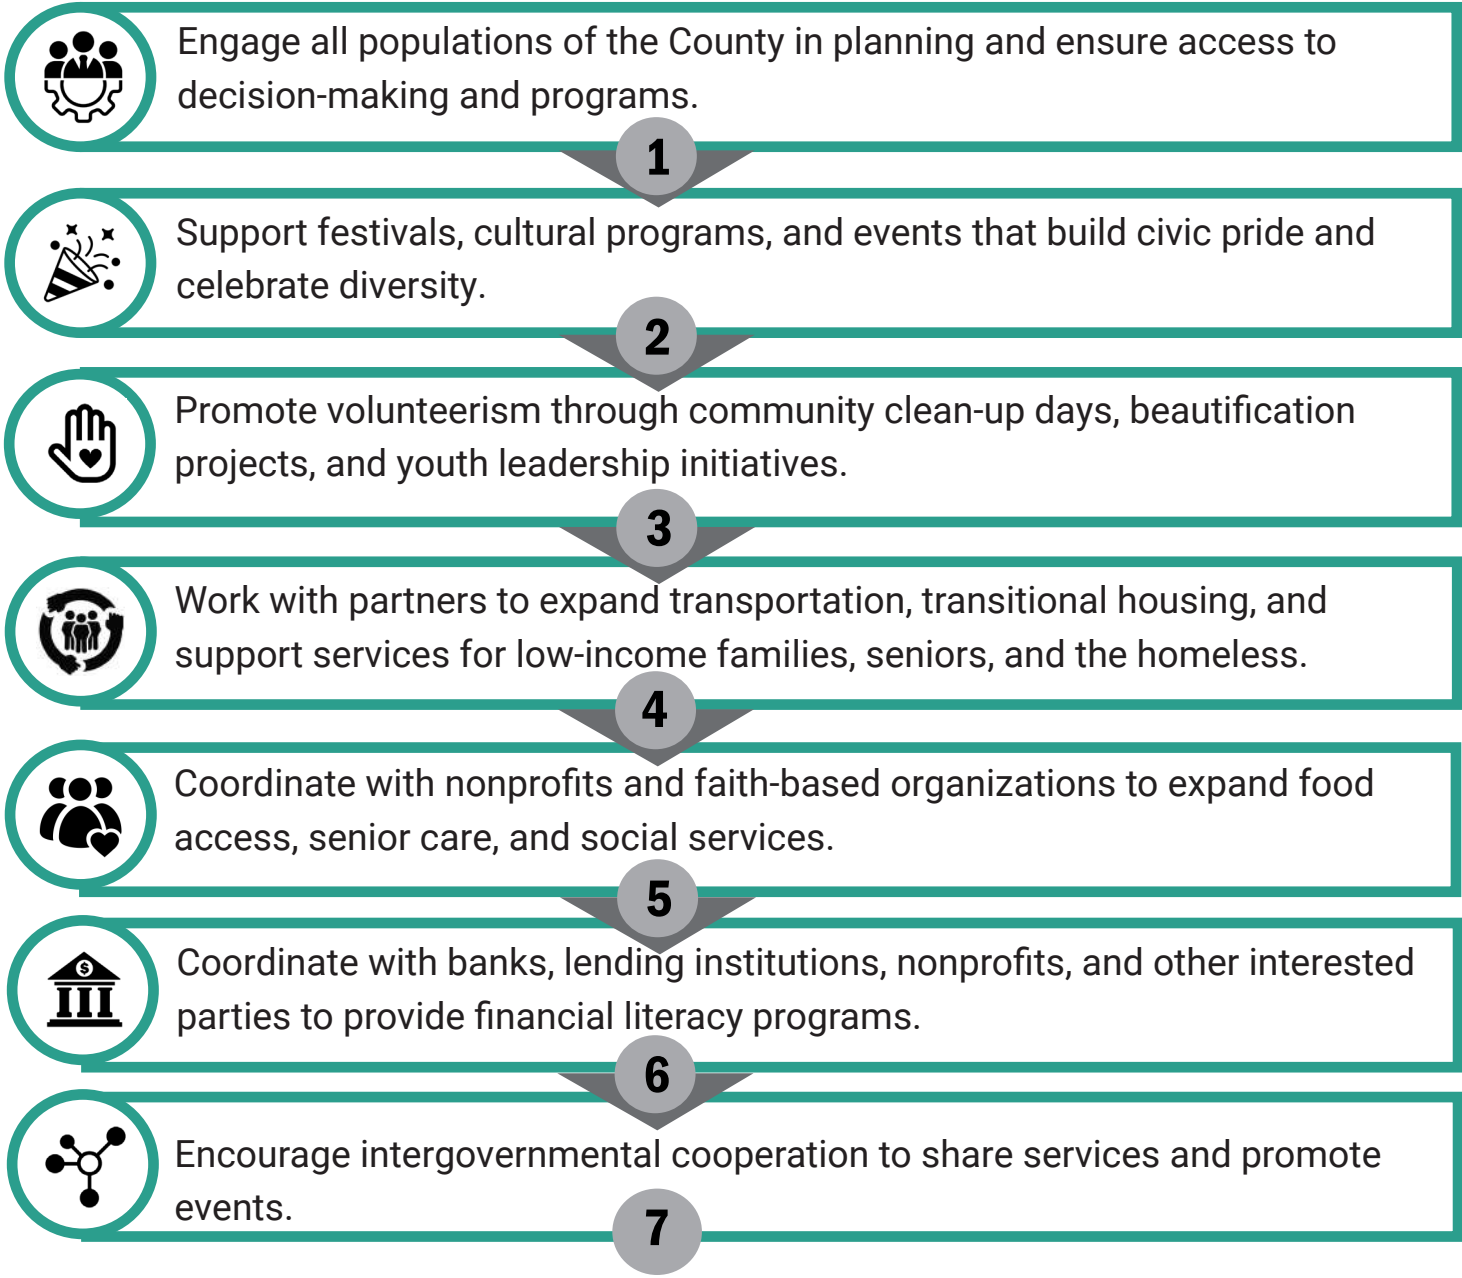 Engage all populations of the County in planning and ensure access to
decision-making and programs.
1
Support festivals, cultural programs, and events that build civic pride and
celebrate diversity.
2
Promote volunteerism through community clean-up days, beautification
projects, and youth leadership initiatives.
3
Work with partners to expand transportation, transitional housing, and
support services for low-income families, seniors, and the homeless.
4
Coordinate with nonprofits and faith-based organizations to expand food
access, senior care, and social services.
5
$
Coordinate with banks, lending institutions, nonprofits, and other interested
parties to provide financial literacy programs.
6
Encourage intergovernmental cooperation to share services and promote
events.
7